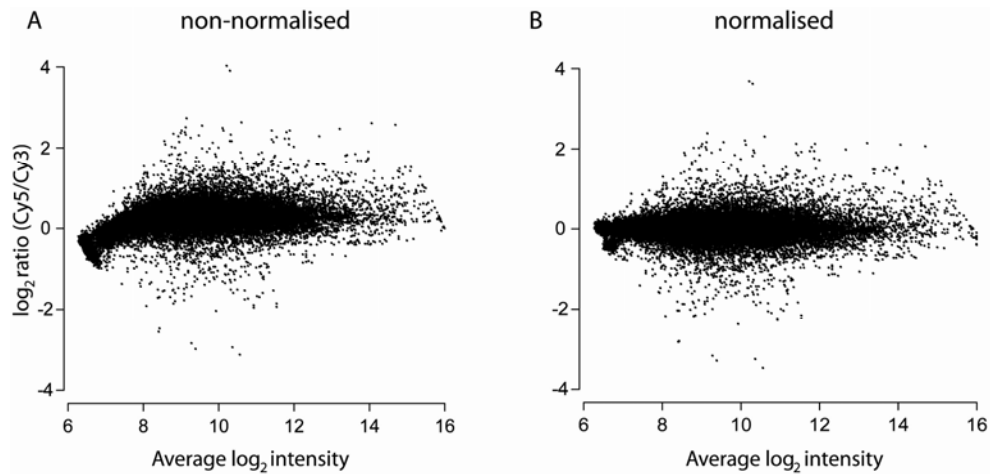 A non-normalised
B normalised
log2 ratio (Cy5/Cy3)
4
2
0
-2
-4
6 8 10 12 14 16
Average log2 intensity
4
2
0
-2
-4
6 8 10 12 14 16
Average log2 intensity